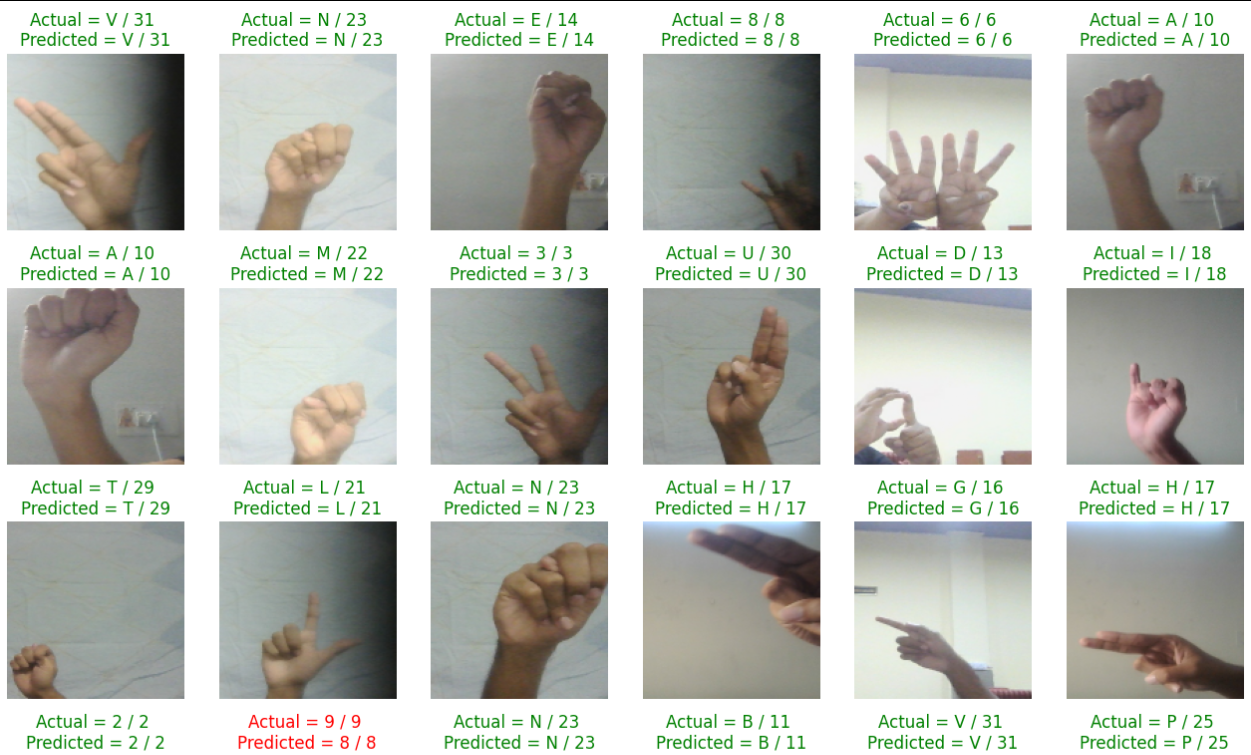 Actual = V / 31
Predicted = V / 31
Actual = N / 23
Predicted = N / 23
Actual = E / 14
Predicted = E / 14
Actual = 8 / 8
Predicted = 8 / 8
Actual = 6 / 6
Predicted = 6 / 6
Actual = A / 10
Predicted = A / 10
Actual = A / 10
Predicted = A / 10
Actual = M / 22
Predicted = M / 22
Actual = 3 / 3
Predicted = 3 / 3
Actual = U / 30
Predicted = U / 30
Actual = D / 13
Predicted = D / 13
Actual = I / 18
Predicted = I / 18
Actual = T / 29
Predicted = T / 29
Actual = L / 21
Predicted = L / 21
Actual = N / 23
Predicted = N / 23
Actual = H / 17
Predicted = H / 17
Actual = G / 16
Predicted = G / 16
Actual = H / 17
Predicted = H / 17
Actual = 2 / 2
Predicted = 2 / 2
Actual = 9 / 9
Predicted = 8 / 8
Actual = N / 23
Predicted = N / 23
Actual = B / 11
Predicted = B / 11
Actual = V / 31
Predicted = V / 31
Actual = P / 25
Predicted = P / 25